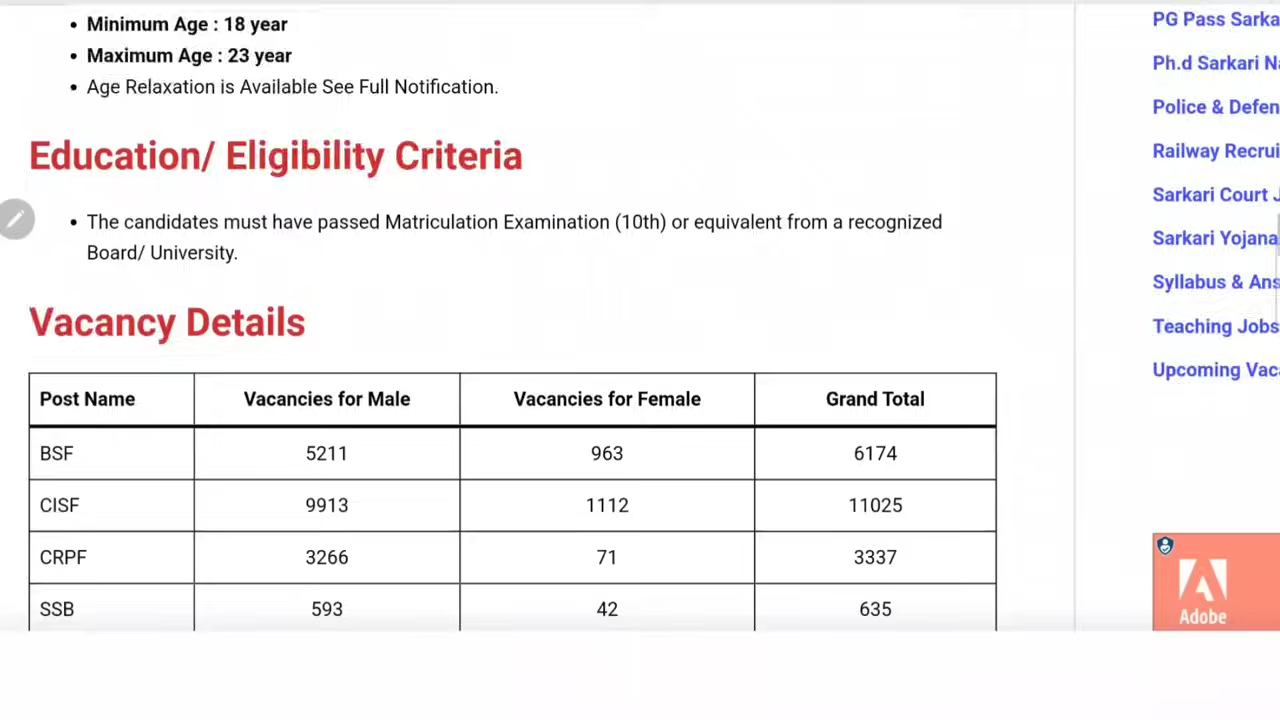 Minimum Age : 18 year
Maximum Age : 23 year
Age Relaxation is Available See Full Notification.
Education/ Eligibility Criteria
The candidates must have passed Matriculation Examination (10th) or equivalent from a recognized
Board/ University.
Vacancy Details
Post Name Vacancies for Male Vacancies for Female Grand Total
BSF 5211 963 6174
CISF 9913 1112 11025
CRPF 3266 71 3337
SSB 593 42 635
PG Pass Sarka
Ph.d Sarkari Na
Police & Defen
Railway Recrui
Sarkari Court J
Sarkari Yojana
Syllabus & Ans
Teaching Jobs
Upcoming Vac
Adobe